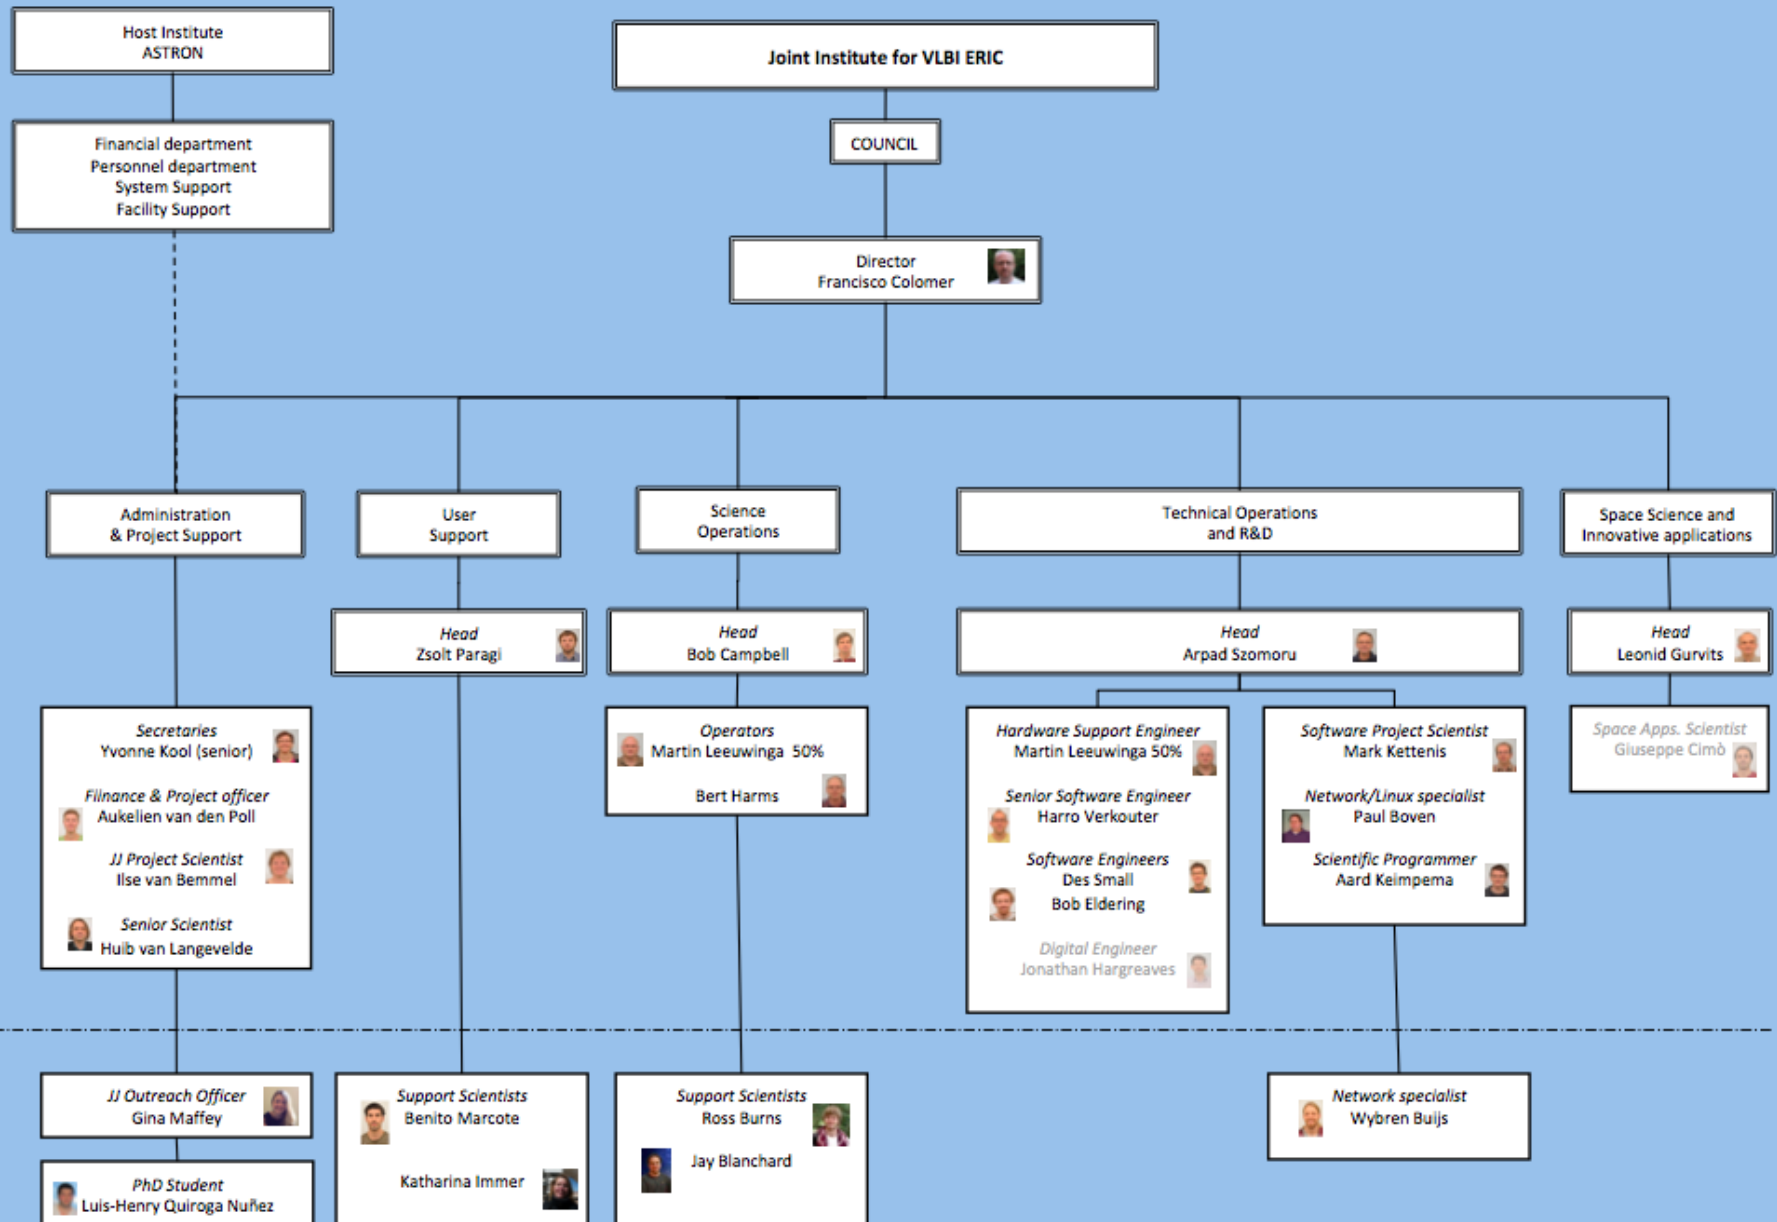 Host Institute
ASTRON
Joint Institute for VLBI ERIC
Financial department
Personnel department
System Support
Facility Support
COUNCIL
Director
Francisco Colomer
Administration
& Project Support
User
Support
Science
Operations
Technical Operations
and R&D
Space Science and
Innovative applications
Head
Zsolt Paragi
Head
Bob Campbell
Head
Arpad Szomoru
Head
Leonid Gurvits
Secretaries
Yvonne Kool (senior)
Fiinance & Project officer
Aukelien van den Poll
JJ Project Scientist
Ilse van Bemmel
Senior Scientist
Huib van Langevelde
Operators
Martin Leeuwinga 50%
Bert Harms
Hardware Support Engineer
Martin Leeuwinga 50%
Senior Software Engineer
Harro Verkouter
Software Engineers
Des Small
Bob Eldering
Digital Engineer
Jonathan Hargreaves
Software Project Scientist
Mark Kettenis
Network/Linux specialist
Paul Boven
Scientific Programmer
Aard Keimpema
Space Apps. Scientist
Giuseppe Cimò
JJ Outreach Officer
Gina Maffey
PhD Student
Luis-Henry Quiroga Nuñez
Support Scientists
Benito Marcote
Katharina Immer
Support Scientists
Ross Burns
Jay Blanchard
Network specialist
Wybren Buijs